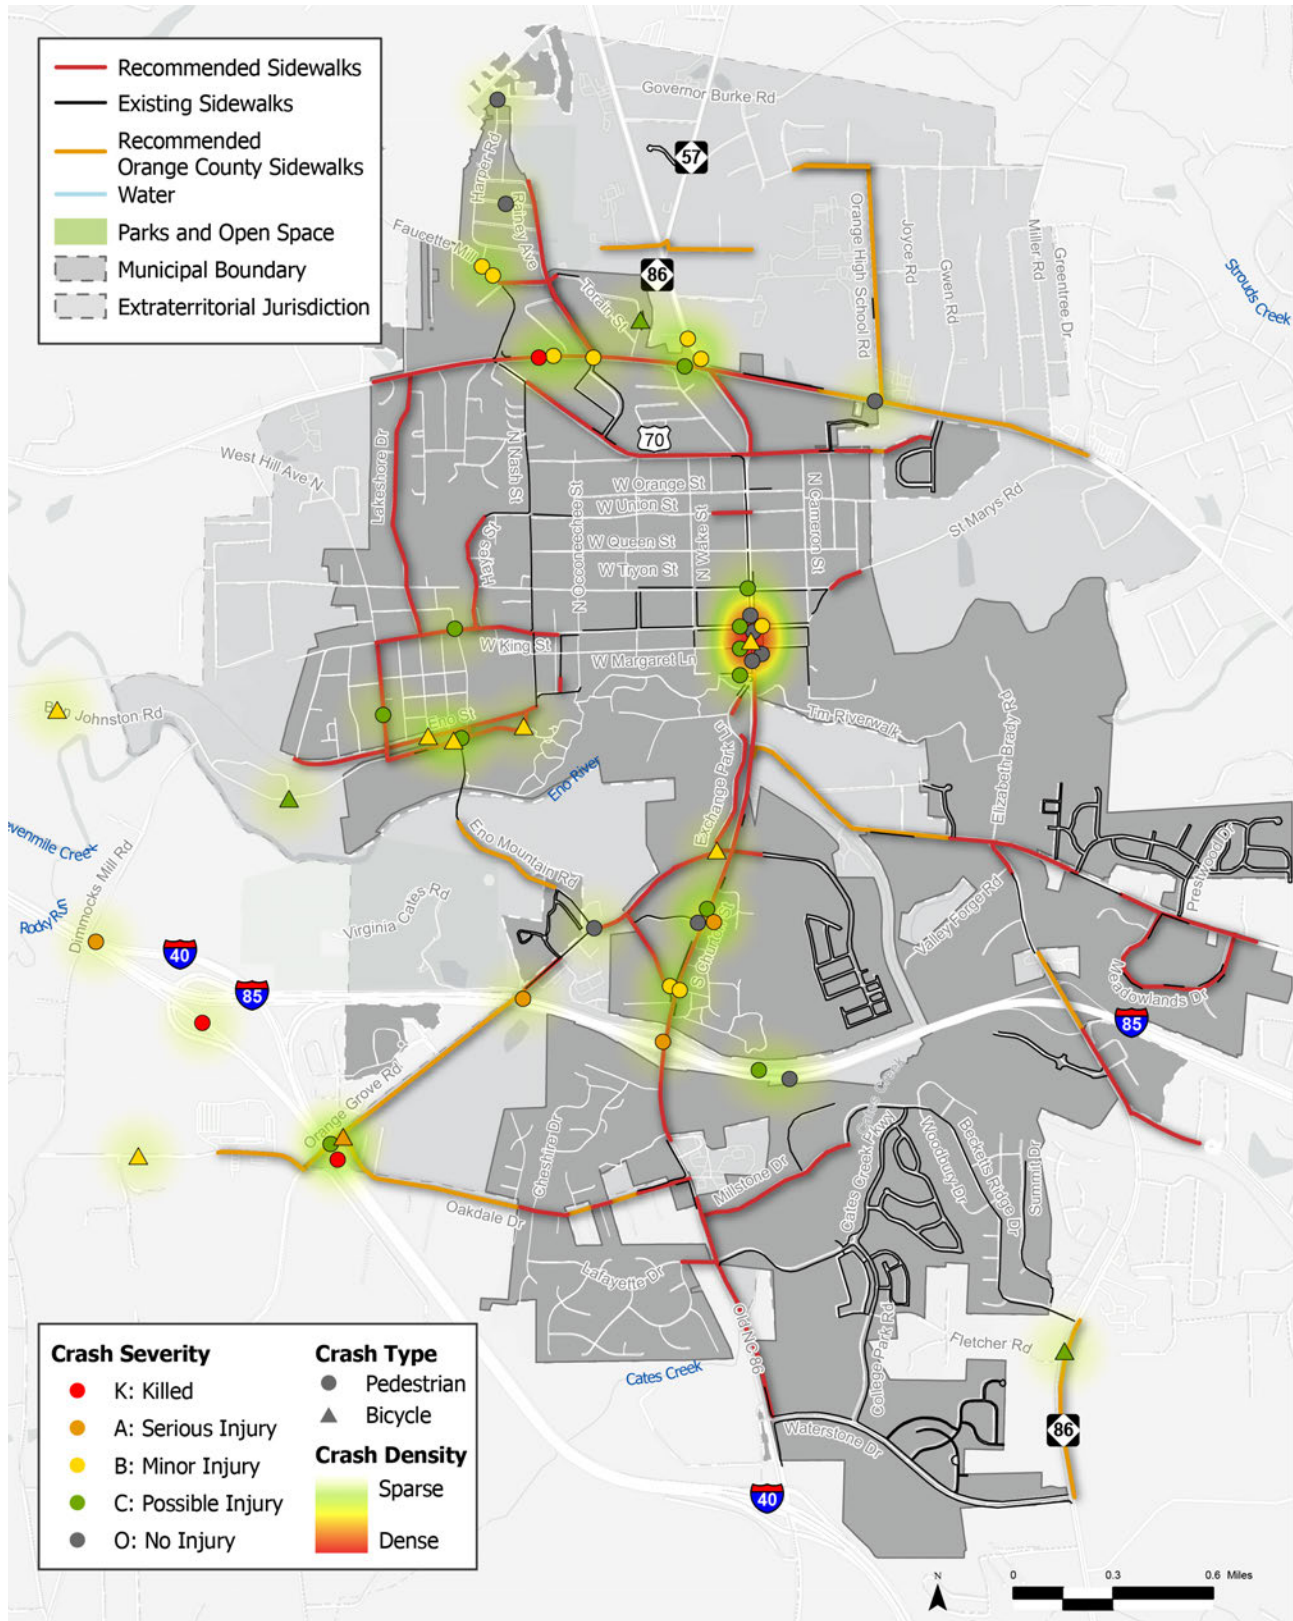 Recommended Sidewalks
Existing Sidewalks
Recommended
Orange County Sidewalks
Water
Parks and Open Space
Municipal Boundary
Extraterritorial Jurisdiction
Governor Burke Rd
57
Harper Rd
Rainey Ave
Faucette Mill
86
Torain St
Orange High School Rd
Joyce Rd
Gwen Rd
Miller Rd
Greentree Dr
Strouds Creek
Lakeshore Dr
West Hill Ave N
N Nash St
70
W Orange St
W Union St
Hayes St
N Occoneechee St
W Queen St
N Wake St
N Cameron St
W Tryon St
St Marys Rd
W King St
W Margaret Ln
Ben Johnston Rd
Eno St
Tm Riverwalk
Exchange Park Ln
Elizabeth Brady Rd
Eno River
Eno Mountain Rd
Dimmocks Mill Rd
Virginia Cates Rd
Valley Forge Rd
Prestwood Dr
Rocky Run
S Churton St
Meadowlands Dr
40
85
85
Orange Grove Rd
Cates Creek
Cates Creek Pkwy
Woodbury Dr
Becketts Ridge Dr
Summit Dr
Millstone Dr
Cheshire Dr
Oakdale Dr
Lafayette Dr
Old NC 86
College Park Rd
Fletcher Rd
Cates Creek
Waterstone Dr
86
40
Crash Severity
K: Killed
A: Serious Injury
B: Minor Injury
C: Possible Injury
O: No Injury
Crash Type
Pedestrian
Bicycle
Crash Density
Sparse
Dense
N
0 0.3 0.6 Miles